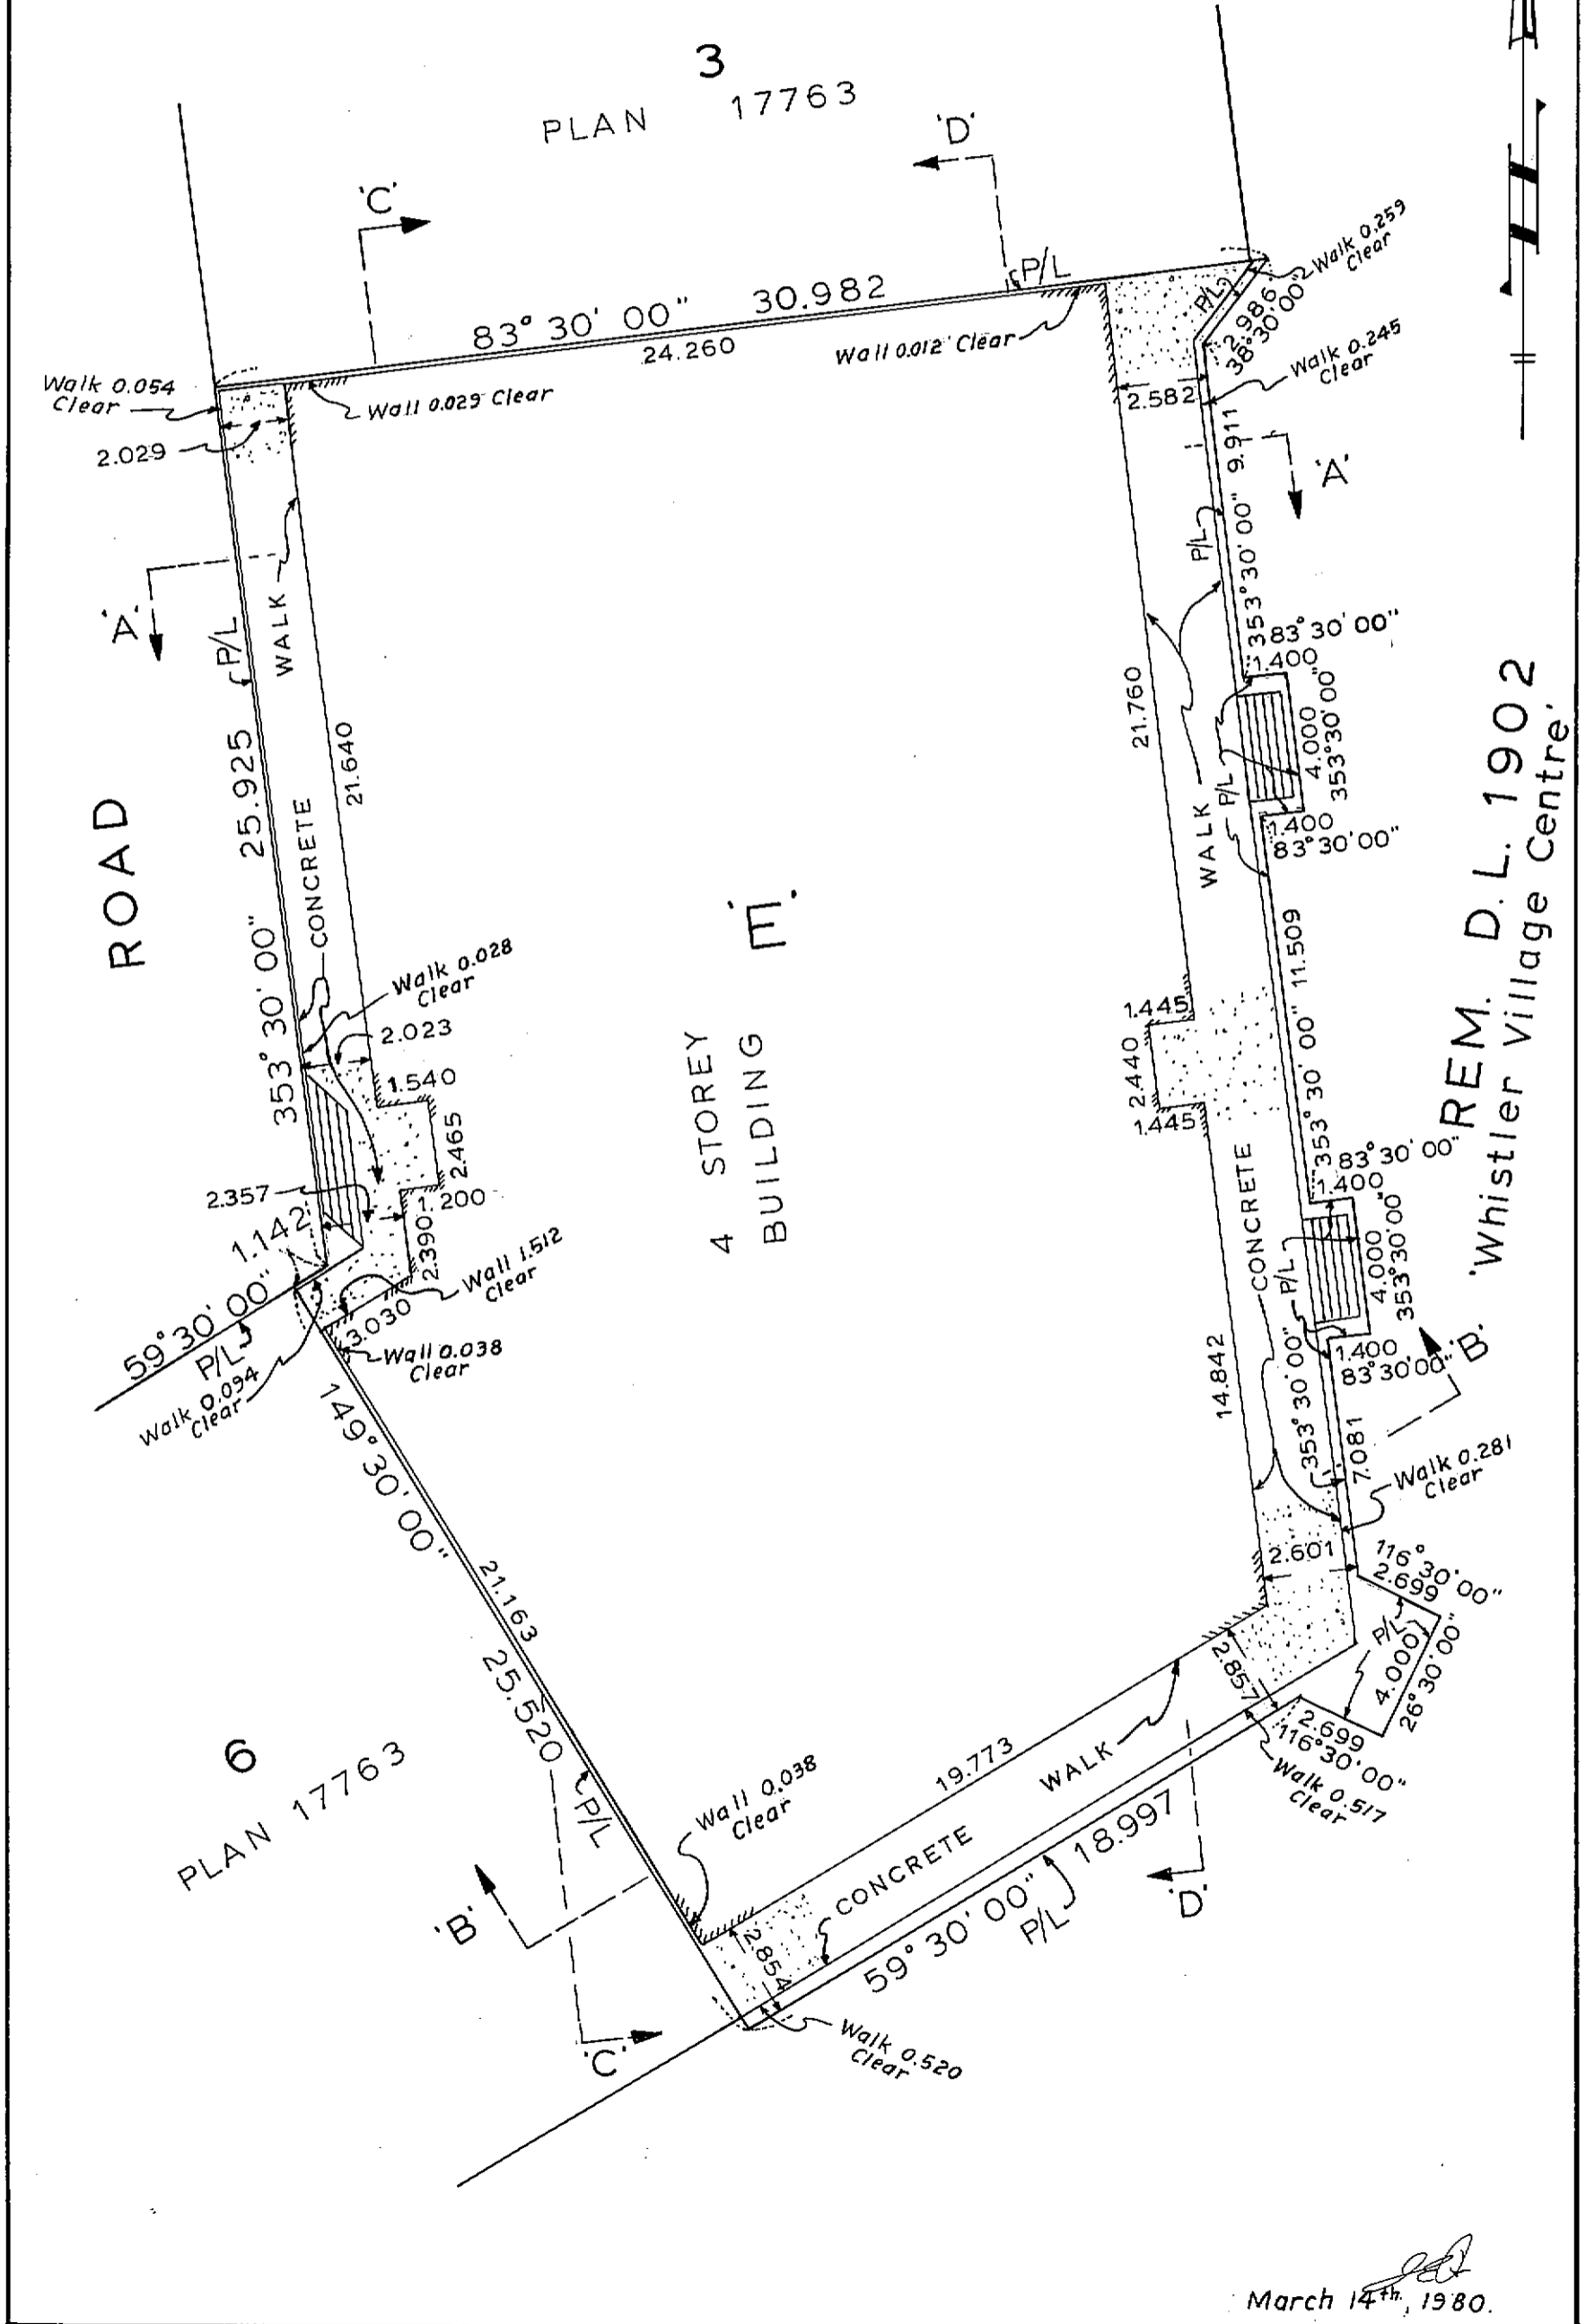 3
PLAN 17763
'C'
'D'
P/L
83° 30' 00" 30.982
24.260
Wall 0.012 Clear
Wall 0.029 Clear
Walk 0.054
Clear
2.029
Walk 0.259
Clear
P/L
2.986
38°30'00"
Walk 0.245
Clear
2.582
353°30'00" 9.911
P/L
'A'
'A'
P/L
WALK
ROAD
353° 30' 00" 25.925
21.640
CONCRETE
21.760
WALK
P/L
83°30'00"
1.400
4.000
353°30'00"
1.400
83°30'00"
REM. D.L. 1902
'Whistler Village Centre'
'E'
4 STOREY
BUILDING
Walk 0.028
Clear
2.023
1.540
2.465
1.200
2.357
2.390
1.142
59°30'00"
P/L
Walk 0.094
Clear
Wall 1.512
Clear
3.030
Wall 0.038
Clear
353° 30' 00" 11.509
1.445
2.440
1.445
83°30'00"
1.400
4.000
353°30'00"
P/L
1.400
83°30'00"
CONCRETE
14.842
353°30'00"
7.081
'B'
Walk 0.281
Clear
2.601
116°30'00"
2.699
P/L
4.000
26°30'00"
2.699
116°30'00"
Walk 0.517
Clear
2.857
149°30'00"
21.163
25.520
P/L
6
PLAN 17763
Wall 0.038
Clear
19.773
WALK
CONCRETE
59° 30' 00" 18.997
P/L
'D'
'B'
2.854
'C'
Walk 0.520
Clear
March 14th, 1980.